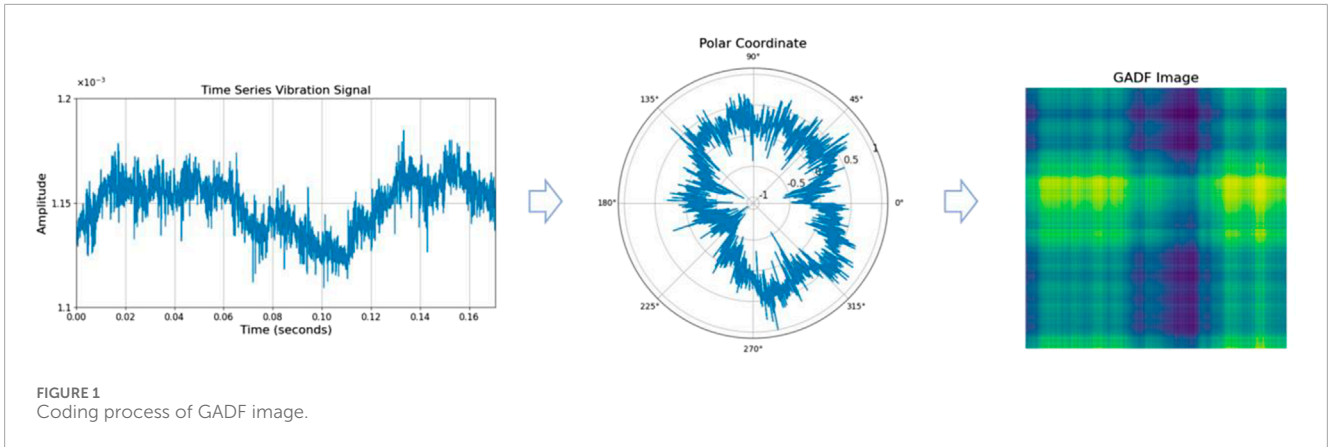 ×10⁻³
Time Series Vibration Signal
1.2
1.15
1.1
Amplitude
0.00 0.02 0.04 0.06 0.08 0.10 0.12 0.14 0.16
Time (seconds)
Polar Coordinate
90°
135° 45°
1
0.5
-0.5
-1
180° 0°
225° 315°
270°
GADF Image
FIGURE 1
Coding process of GADF image.